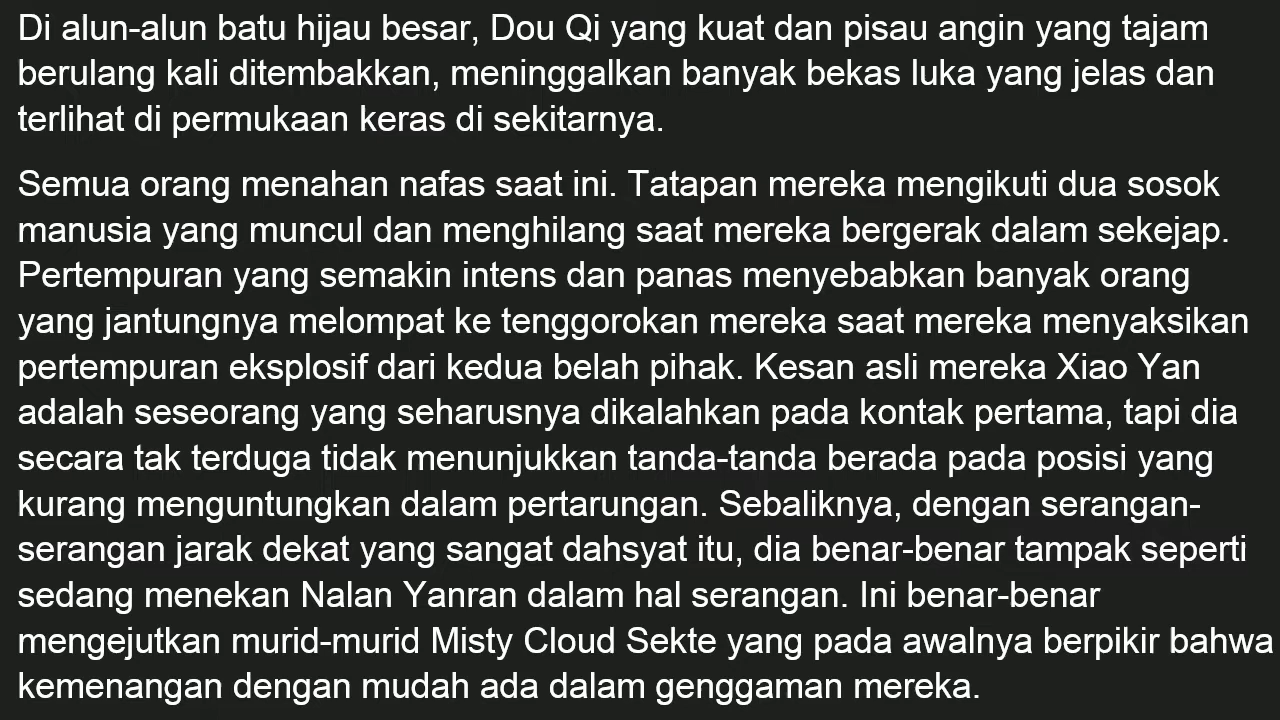 Di alun-alun batu hijau besar, Dou Qi yang kuat dan pisau angin yang tajam
berulang kali ditembakkan, meninggalkan banyak bekas luka yang jelas dan
terlihat di permukaan keras di sekitarnya.
Semua orang menahan nafas saat ini. Tatapan mereka mengikuti dua sosok
manusia yang muncul dan menghilang saat mereka bergerak dalam sekejap.
Pertempuran yang semakin intens dan panas menyebabkan banyak orang
yang jantungnya melompat ke tenggorokan mereka saat mereka menyaksikan
pertempuran eksplosif dari kedua belah pihak. Kesan asli mereka Xiao Yan
adalah seseorang yang seharusnya dikalahkan pada kontak pertama, tapi dia
secara tak terduga tidak menunjukkan tanda-tanda berada pada posisi yang
kurang menguntungkan dalam pertarungan. Sebaliknya, dengan serangan-
serangan jarak dekat yang sangat dahsyat itu, dia benar-benar tampak seperti
sedang menekan Nalan Yanran dalam hal serangan. Ini benar-benar
mengejutkan murid-murid Misty Cloud Sekte yang pada awalnya berpikir bahwa
kemenangan dengan mudah ada dalam genggaman mereka.